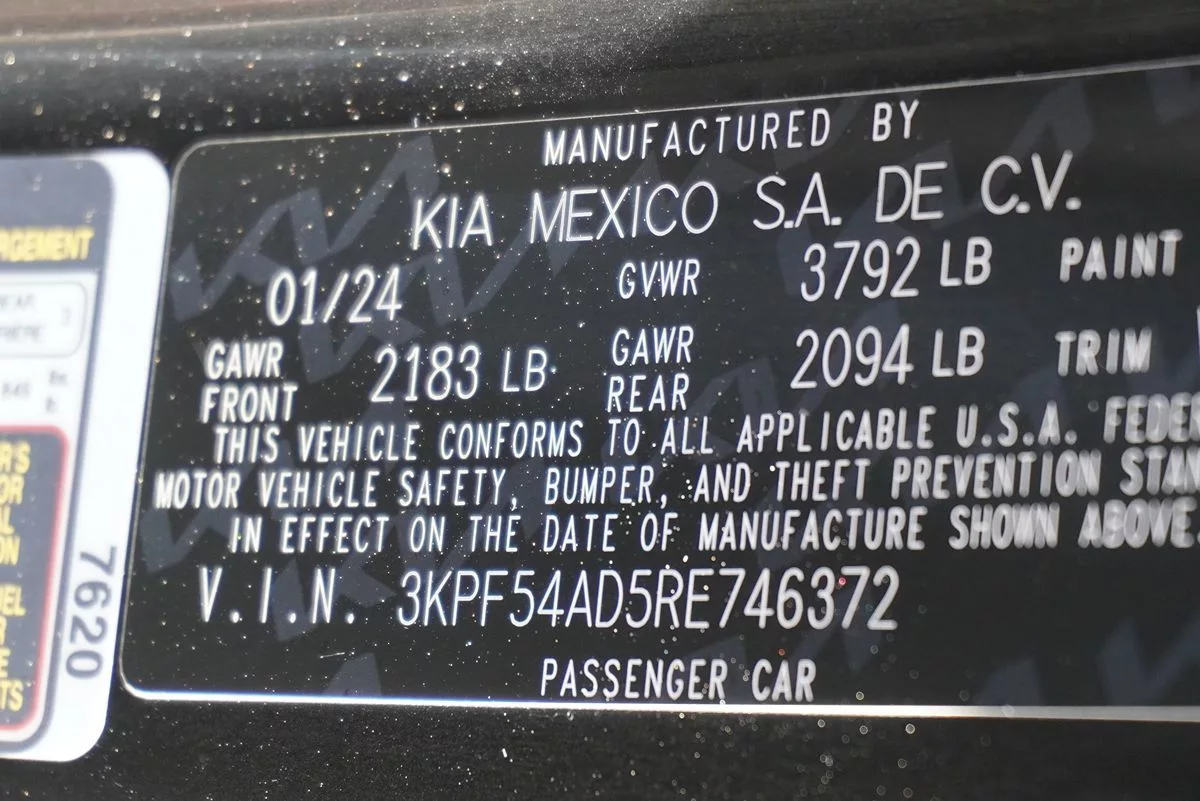 MANUFACTURED BY
KIA MEXICO S.A. DE C.V.
01/24 GVWR 3792 LB PAINT
GAWR FRONT 2183 LB GAWR REAR 2094 LB TRIM
THIS VEHICLE CONFORMS TO ALL APPLICABLE U.S.A. FEDER
MOTOR VEHICLE SAFETY, BUMPER, AND THEFT PREVENTION STAN
IN EFFECT ON THE DATE OF MANUFACTURE SHOWN ABOVE.
V.I.N. 3KPF54AD5RE746372
PASSENGER CAR
RGEMENT
7620